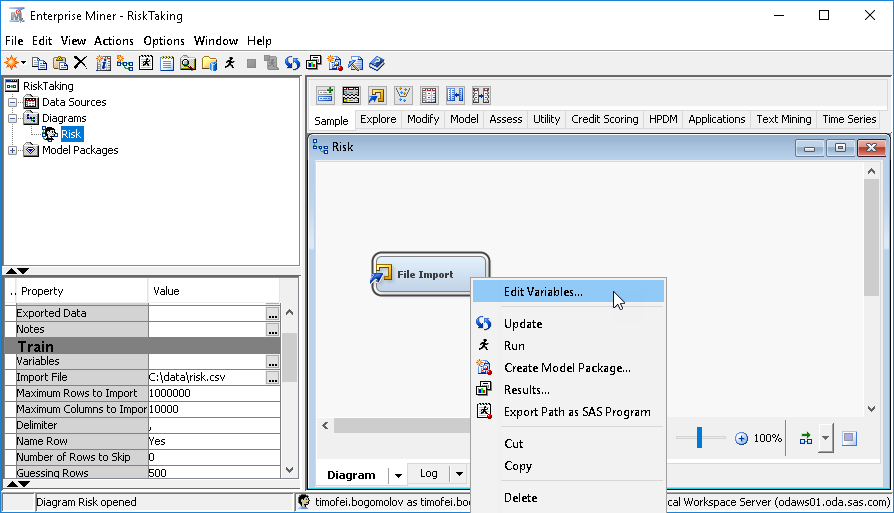 Enterprise Miner - RiskTaking
File Edit View Actions Options Window Help
RiskTaking
Data Sources
Diagrams
Risk
Model Packages
Sample Explore Modify Model Assess Utility Credit Scoring HPDM Applications Text Mining Time Series
Risk
File Import
.. Property Value
Exported Data ...
Notes ...
Train
Variables ...
Import File C:\data\risk.csv ...
Maximum Rows to Import 1000000
Maximum Columns to Impor 10000
Delimiter ,
Name Row Yes
Number of Rows to Skip 0
Guessing Rows 500
Edit Variables...
Update
Run
Create Model Package...
Results...
Export Path as SAS Program
Cut
Copy
Delete
100%
Diagram Log
Diagram Risk opened
timofei.bogomolov as timofei.bog
cal Workspace Server (odaws01.oda.sas.com)